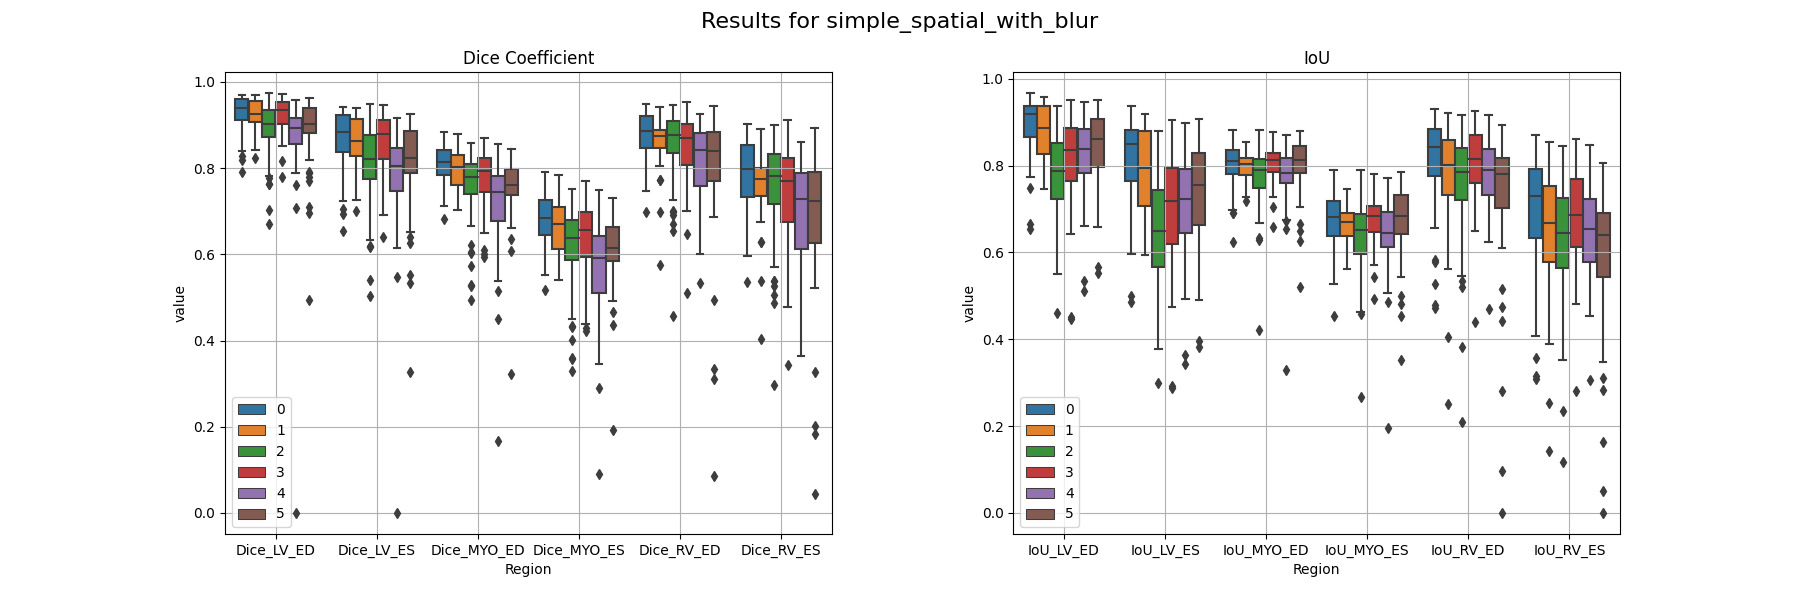 Results for simple_spatial_with_blur
Dice Coefficient
value
1.0
0.8
0.6
0.4
0.2
0.0
0
1
2
3
4
5
Dice_LV_ED Dice_LV_ES Dice_MYO_ED Dice_MYO_ES Dice_RV_ED Dice_RV_ES
Region
IoU
value
1.0
0.8
0.6
0.4
0.2
0.0
0
1
2
3
4
5
IoU_LV_ED IoU_LV_ES IoU_MYO_ED IoU_MYO_ES IoU_RV_ED IoU_RV_ES
Region